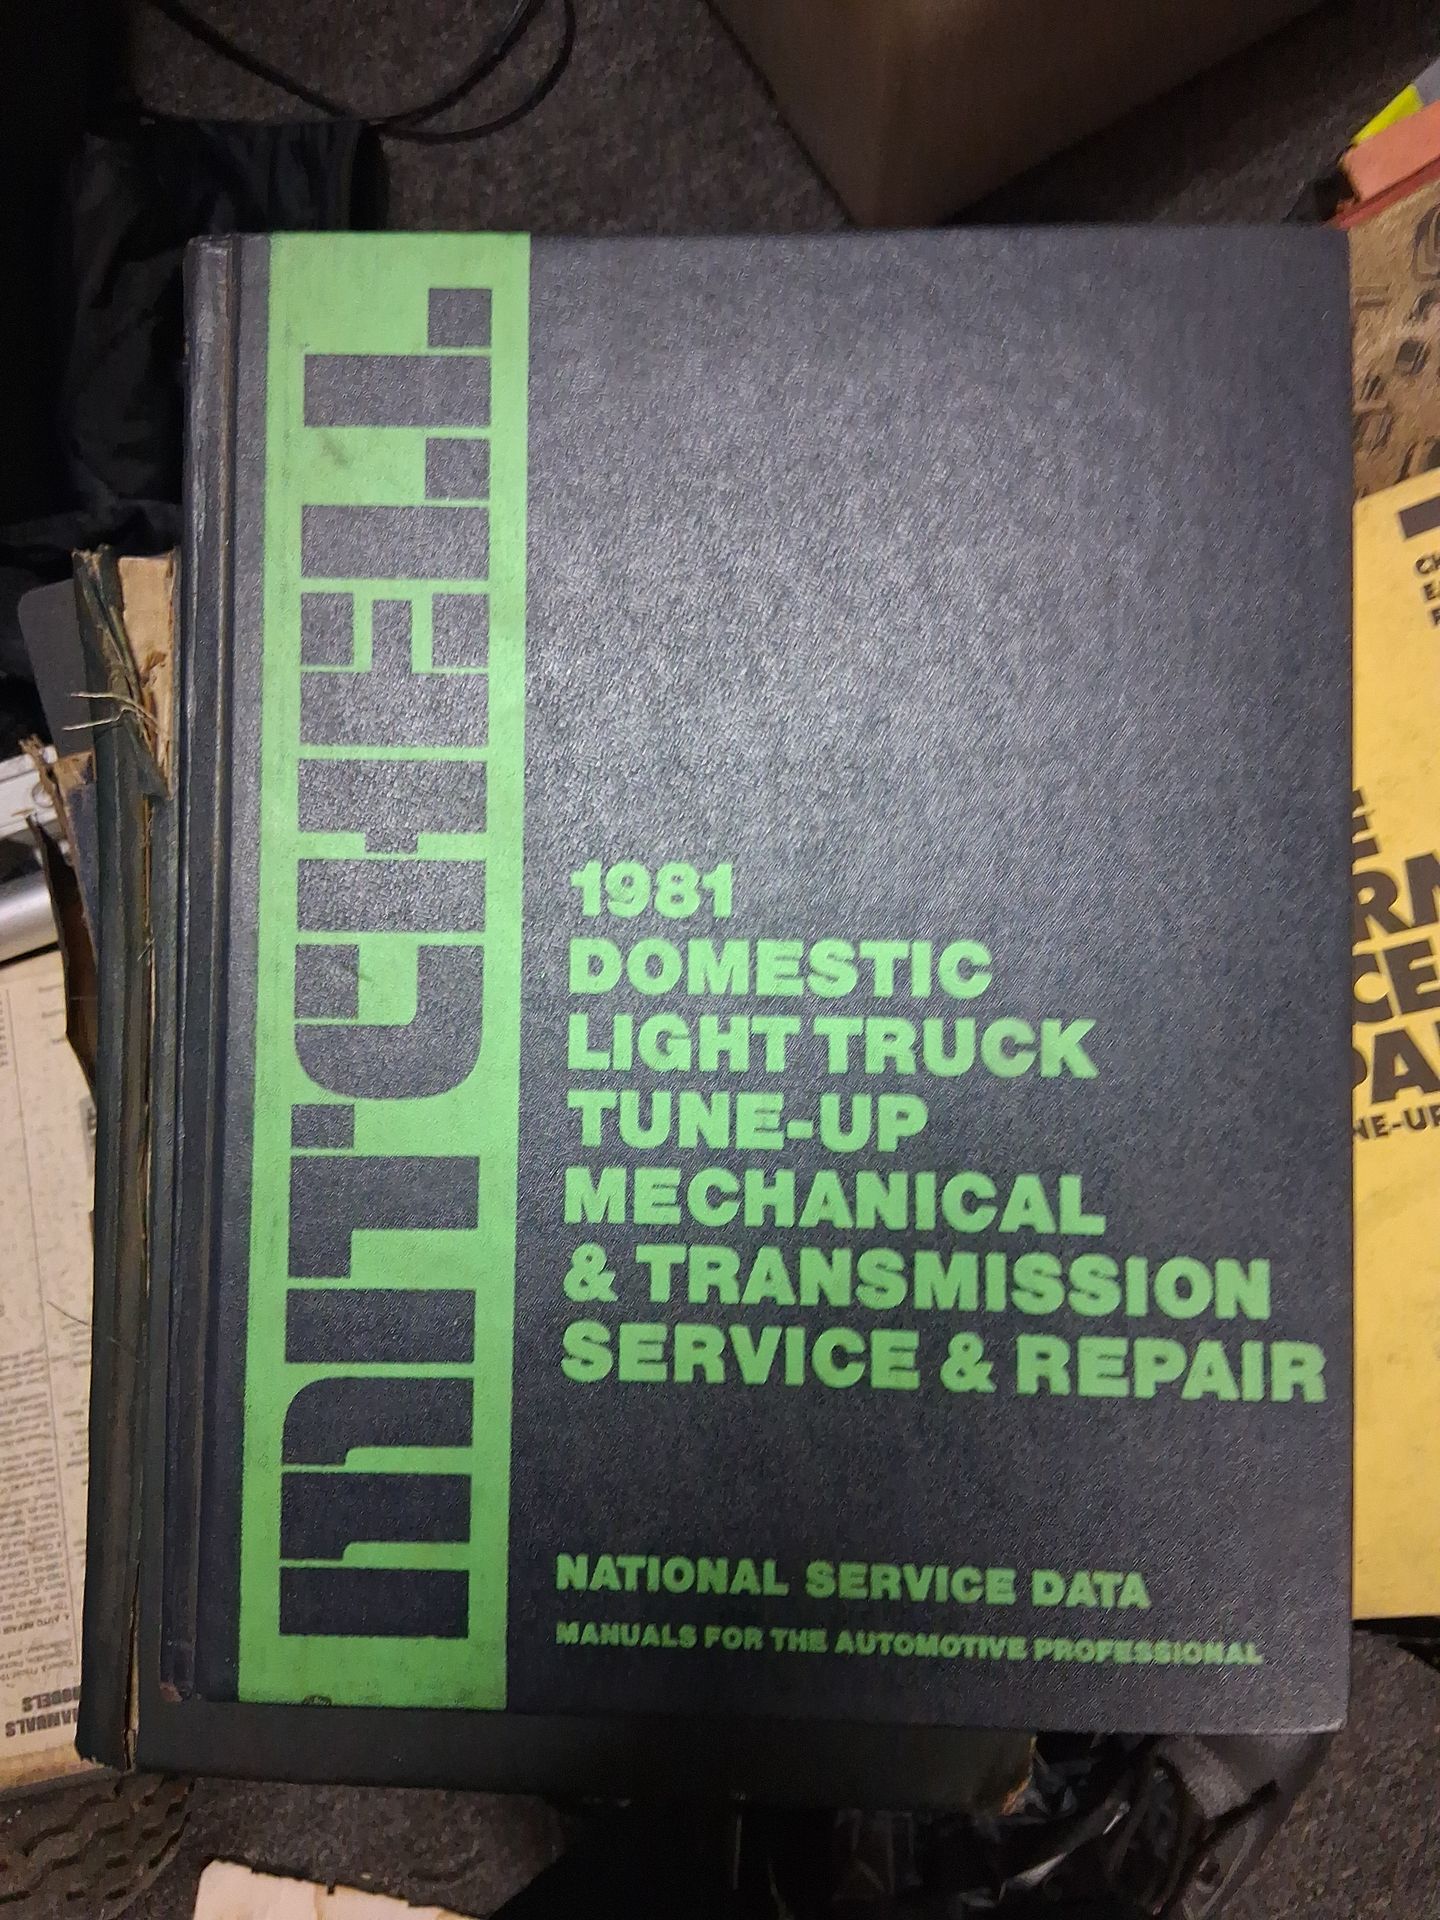 mitchell
1981
DOMESTIC
LIGHT TRUCK
TUNE-UP
MECHANICAL
& TRANSMISSION
SERVICE & REPAIR
NATIONAL SERVICE DATA
MANUALS FOR THE AUTOMOTIVE PROFESSIONAL